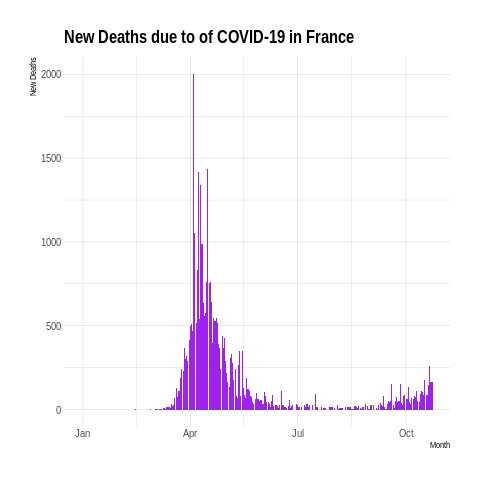 New Deaths due to of COVID-19 in France
New Deaths
2000
1500
1000
500
0
Jan Apr Jul Oct
Month